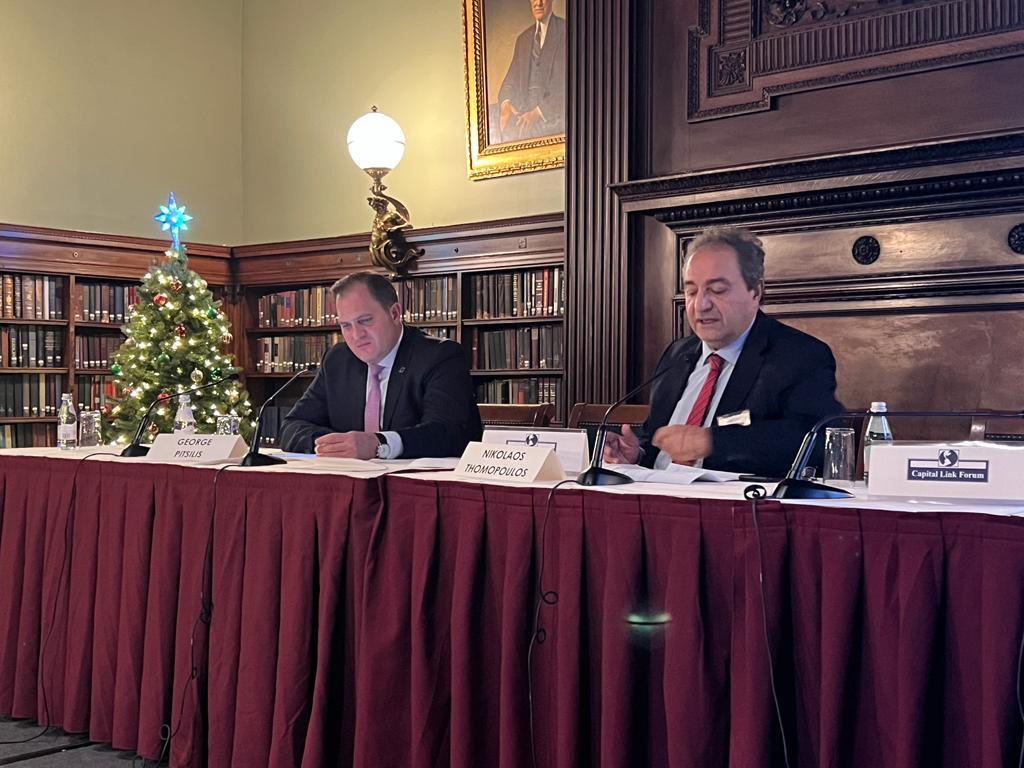 GEORGE
PITSILIS
NIKOLAOS
THOMOPOULOS
Capital Link Forum